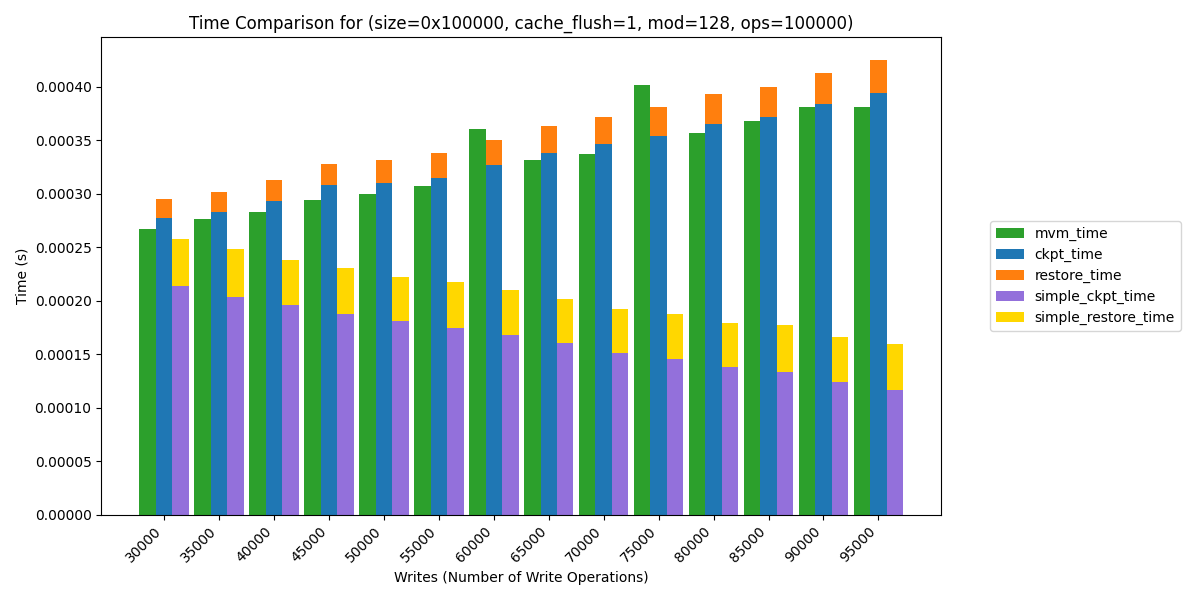 Time Comparison for (size=0x100000, cache_flush=1, mod=128, ops=100000)
Time (s)
0.00040
0.00035
0.00030
0.00025
0.00020
0.00015
0.00010
0.00005
0.00000
30000
35000
40000
45000
50000
55000
60000
65000
70000
75000
80000
85000
90000
95000
Writes (Number of Write Operations)
mvm_time
ckpt_time
restore_time
simple_ckpt_time
simple_restore_time